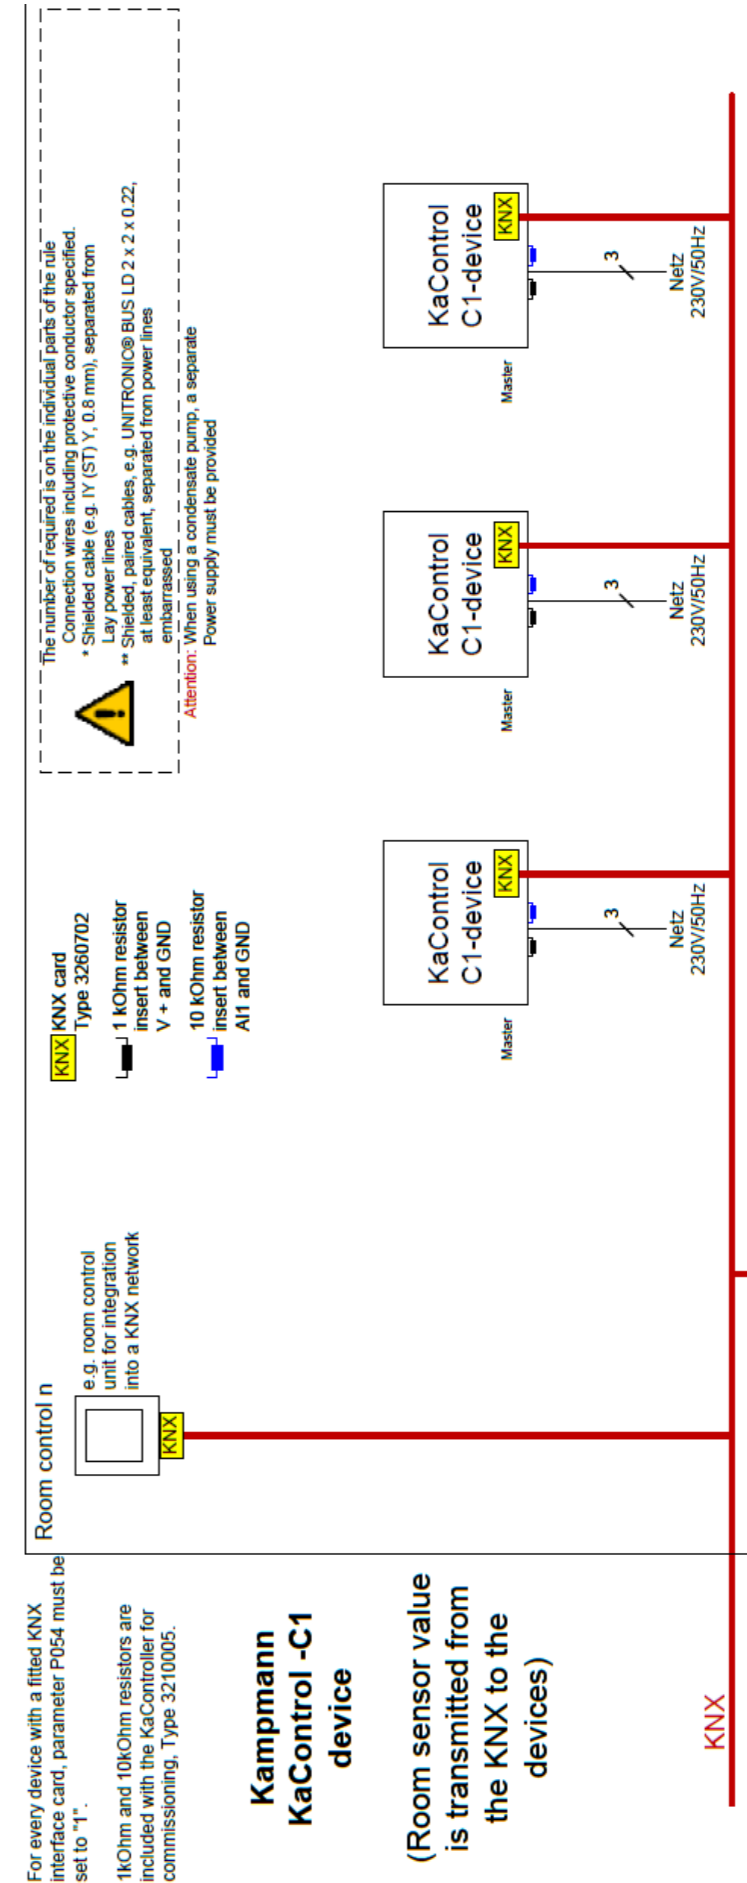 For every device with a fitted KNX
interface card, parameter P054 must be
set to "1".
1kOhm and 10kOhm resistors are
included with the KaController for
commissioning, Type 3210005.
Kampmann
KaControl -C1
device
(Room sensor value
is transmitted from
the KNX to the
devices)
KNX
Room control n
e.g. room control
unit for integration
into a KNX network
KNX
KNX
KNX card
Type 3260702
1 kOhm resistor
insert between
V + and GND
10 kOhm resistor
insert between
AI1 and GND
The number of required is on the individual parts of the rule
Connection wires including protective conductor specified.
* Shielded cable (e.g. IY (ST) Y, 0.8 mm), separated from
Lay power lines
** Shielded, paired cables, e.g. UNITRONIC® BUS LD 2 x 2 x 0.22,
at least equivalent, separated from power lines
embarrassed
Attention: When using a condensate pump, a separate
Power supply must be provided
KaControl
C1-device
KNX
Master
3
Netz
230V/50Hz
KaControl
C1-device
KNX
Master
3
Netz
230V/50Hz
KaControl
C1-device
KNX
Master
3
Netz
230V/50Hz